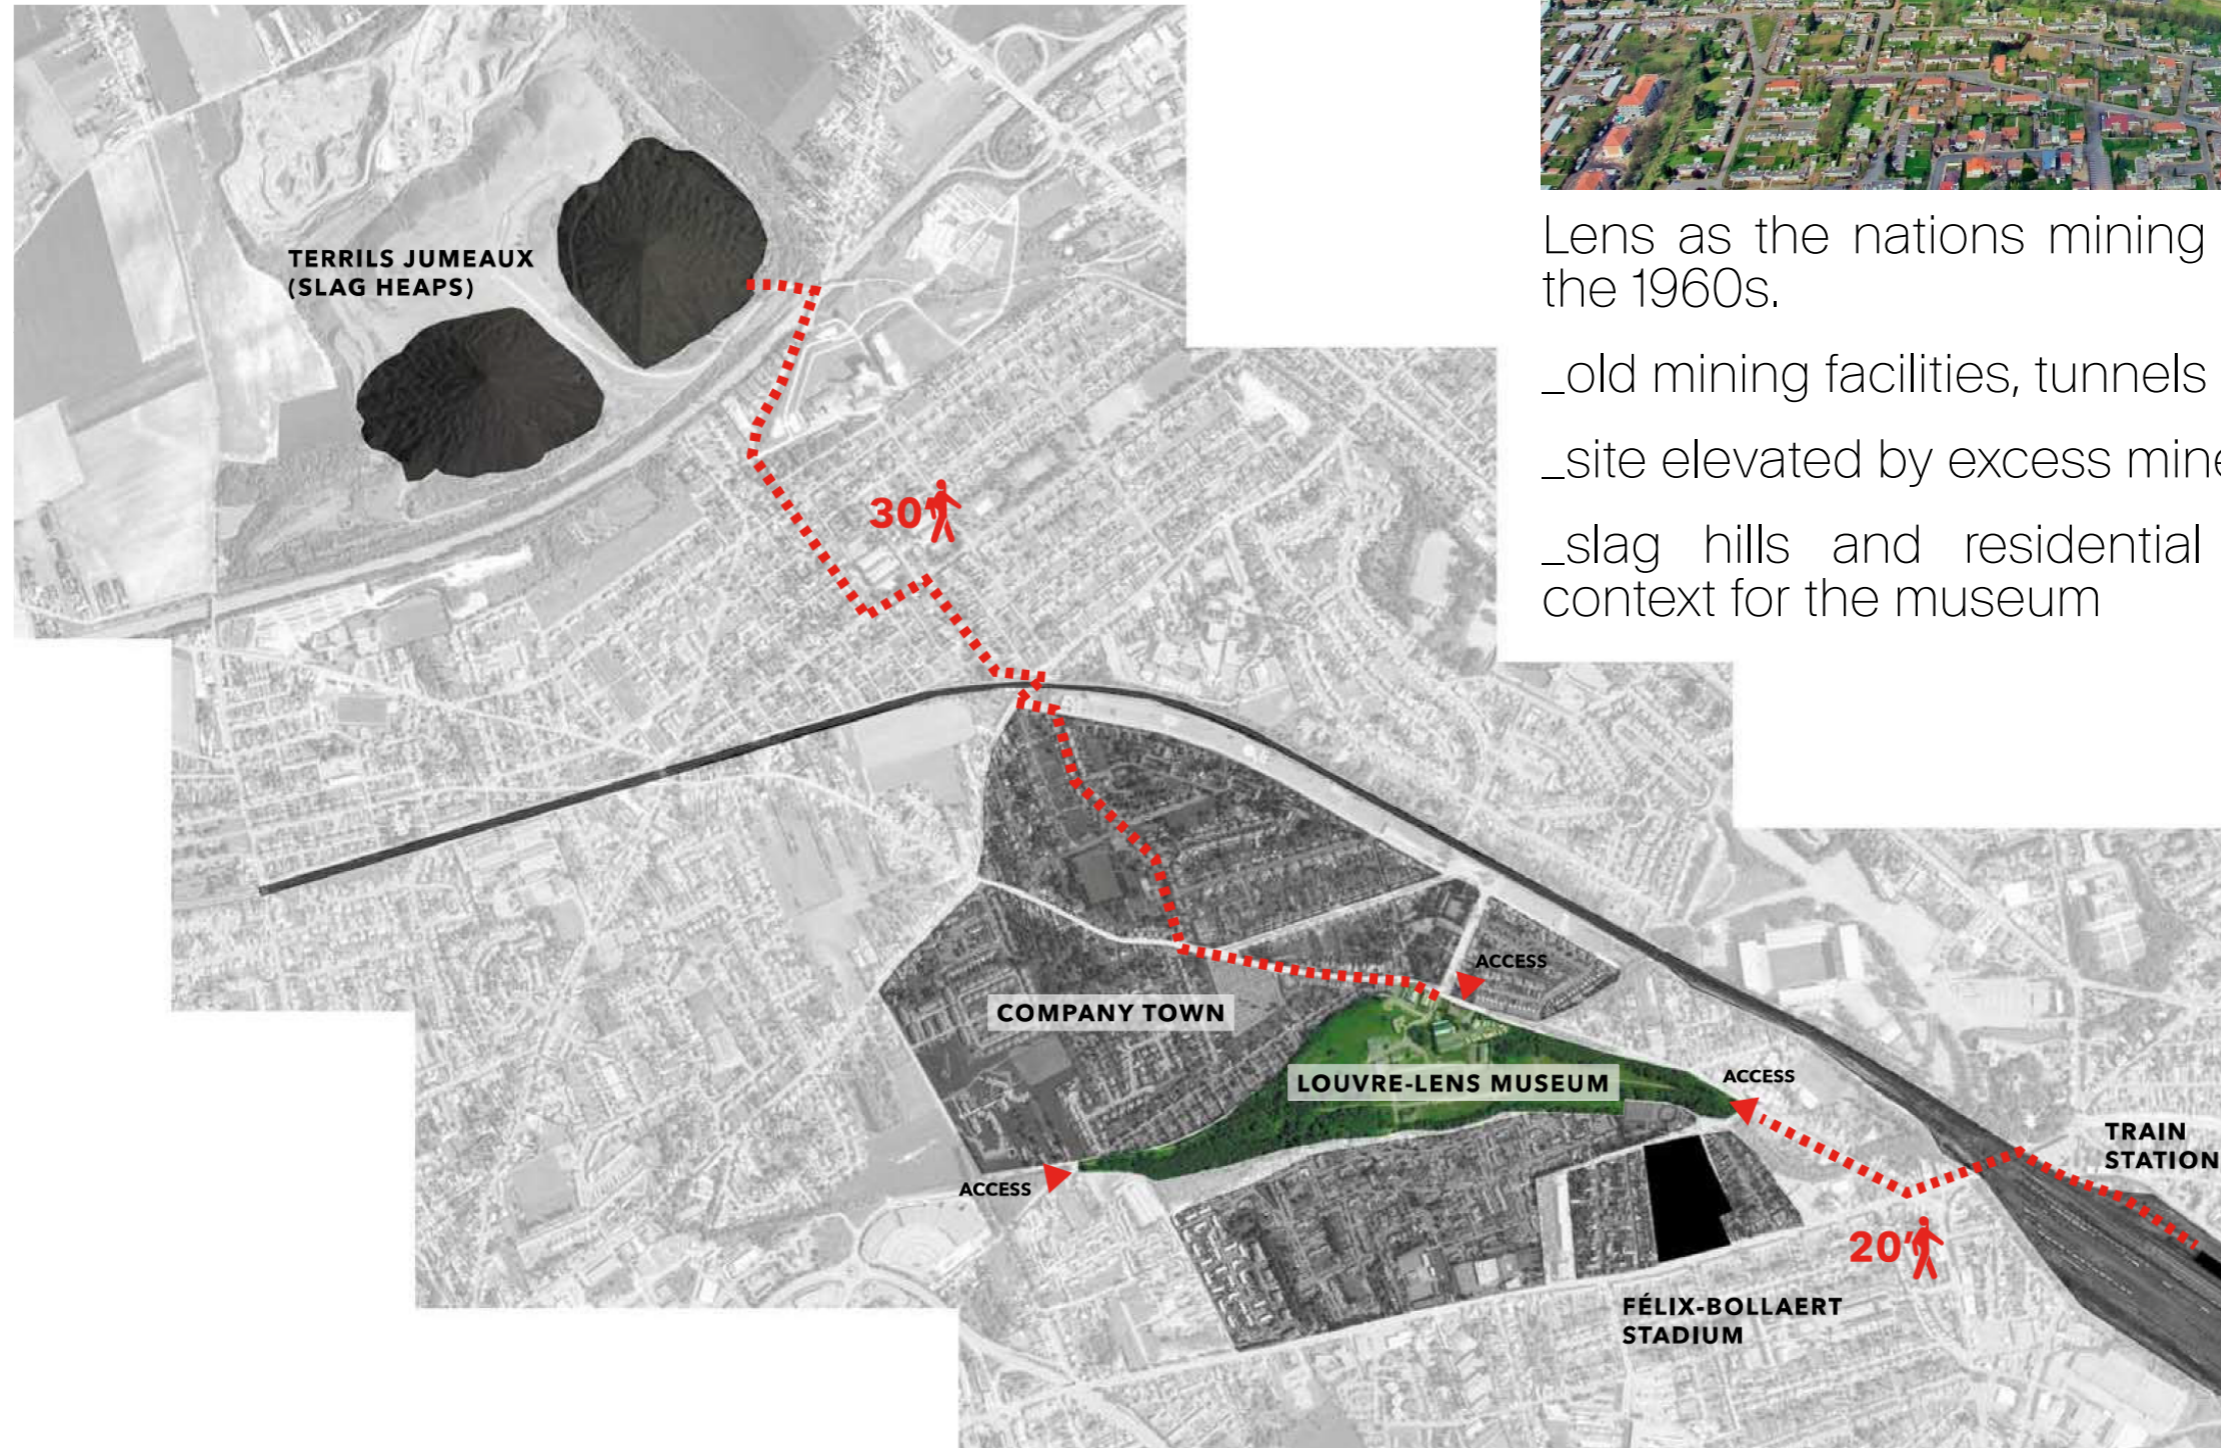 TERRILS JUMEAUX
(SLAG HEAPS)
30'
COMPANY TOWN
ACCESS
LOUVRE-LENS MUSEUM
ACCESS
ACCESS
TRAIN
STATION
20'
FÉLIX-BOLLAERT
STADIUM
Lens as the nations mining
the 1960s.
_old mining facilities, tunnels
_site elevated by excess mine
_slag hills and residential
context for the museum